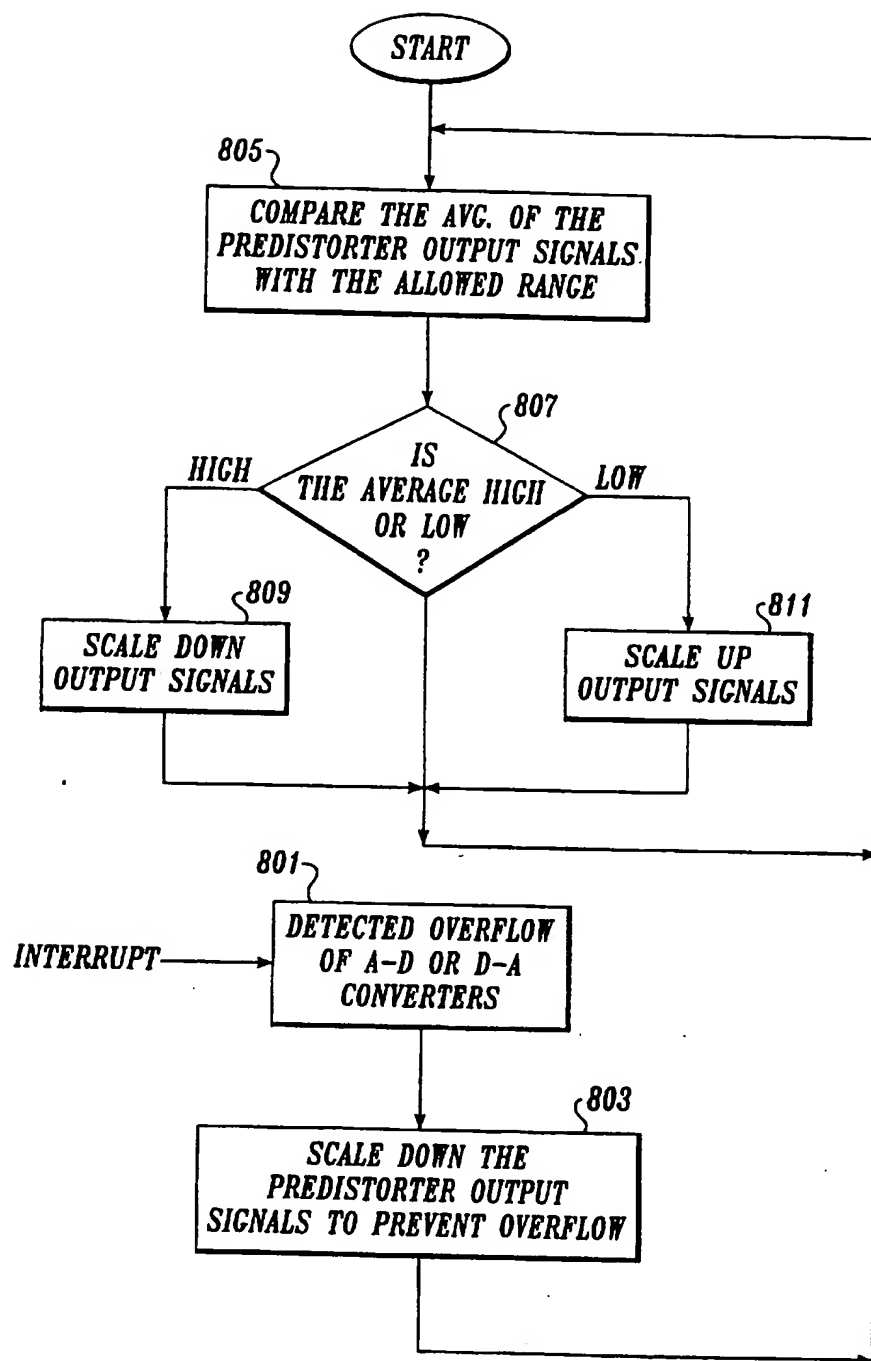 START
805
COMPARE THE AVG. OF THE
PREDISTORTER OUTPUT SIGNALS
WITH THE ALLOWED RANGE
807
HIGH
IS
THE AVERAGE HIGH
OR LOW
?
LOW
809
SCALE DOWN
OUTPUT SIGNALS
811
SCALE UP
OUTPUT SIGNALS
801
INTERRUPT
DETECTED OVERFLOW
OF A-D OR D-A
CONVERTERS
803
SCALE DOWN THE
PREDISTORTER OUTPUT
SIGNALS TO PREVENT OVERFLOW